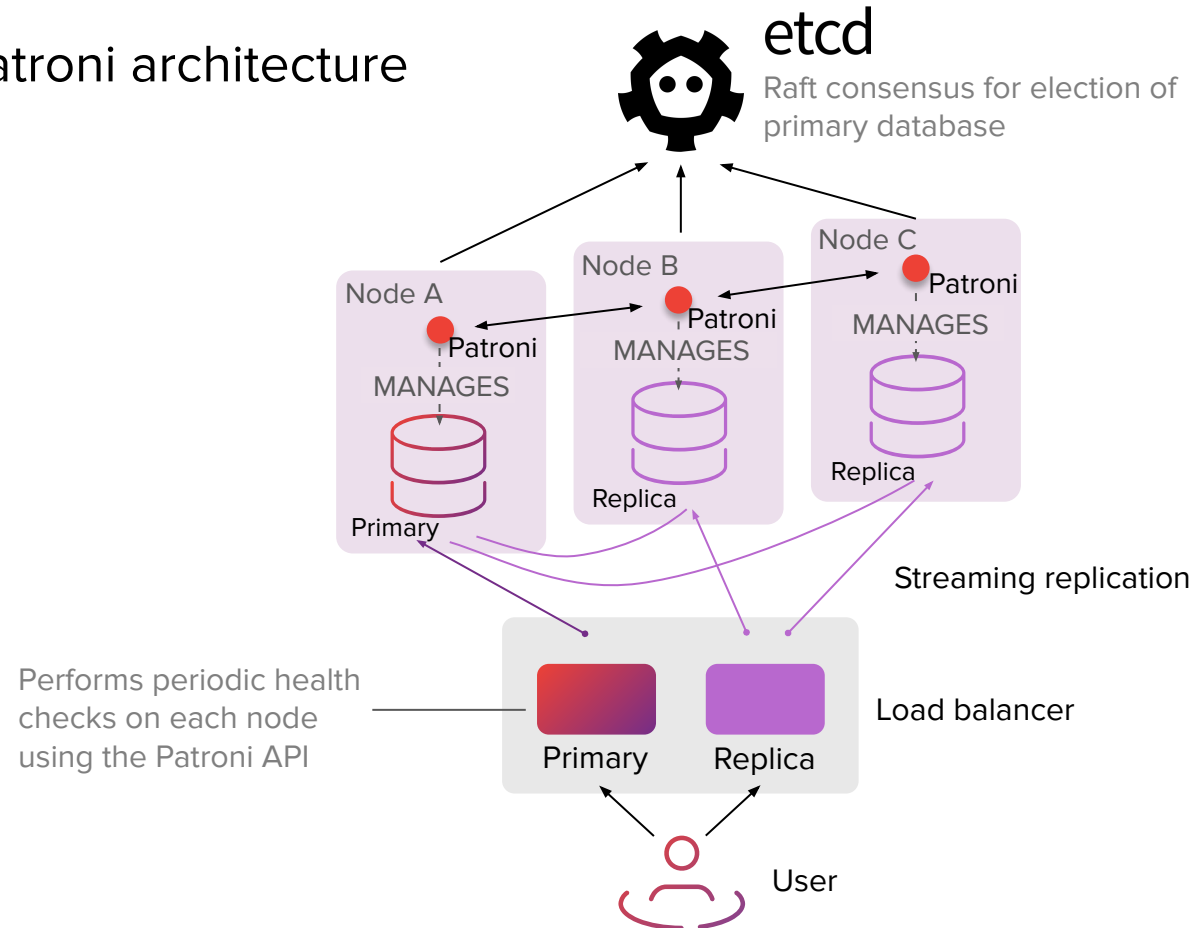 atroni architecture
etcd
Raft consensus for election of
primary database
Node A
Patroni
MANAGES
Primary
Node B
Patroni
MANAGES
Replica
Node C
Patroni
MANAGES
Replica
Streaming replication
Performs periodic health
checks on each node
using the Patroni API
Primary
Replica
Load balancer
User